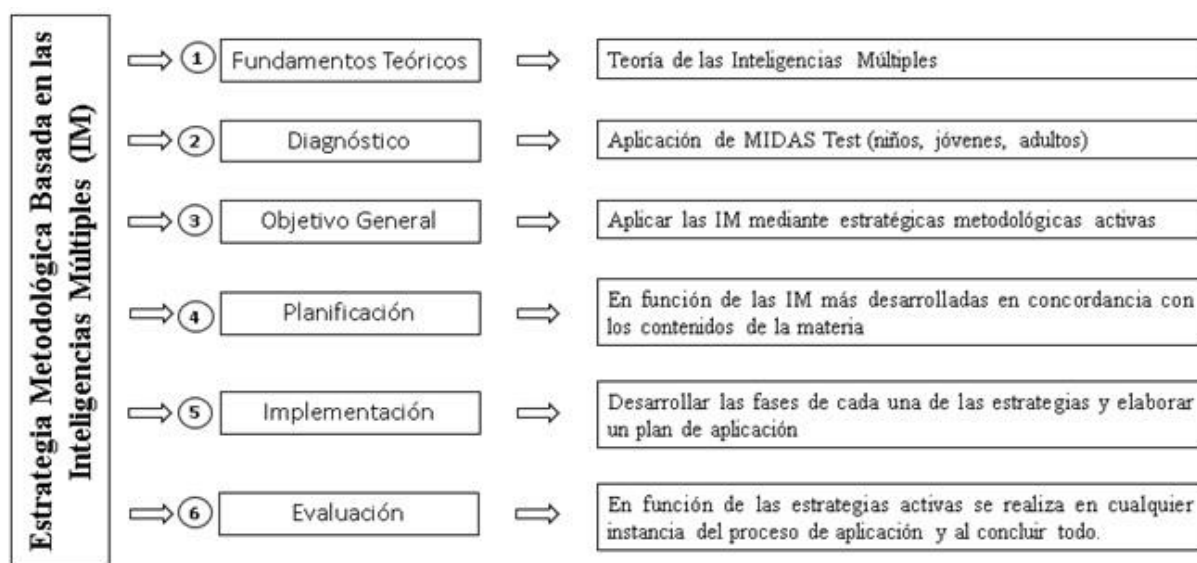 Estrategia Metodológica Basada en las
Inteligencias Múltiples (IM)
1
Fundamentos Teóricos
Teoría de las Inteligencias Múltiples
2
Diagnóstico
Aplicación de MIDAS Test (niños, jóvenes, adultos)
3
Objetivo General
Aplicar las IM mediante estratégicas metodológicas activas
4
Planificación
En función de las IM más desarrolladas en concordancia con
los contenidos de la materia
5
Implementación
Desarrollar las fases de cada una de las estrategias y elaborar
un plan de aplicación
6
Evaluación
En función de las estrategias activas se realiza en cualquier
instancia del proceso de aplicación y al concluir todo.